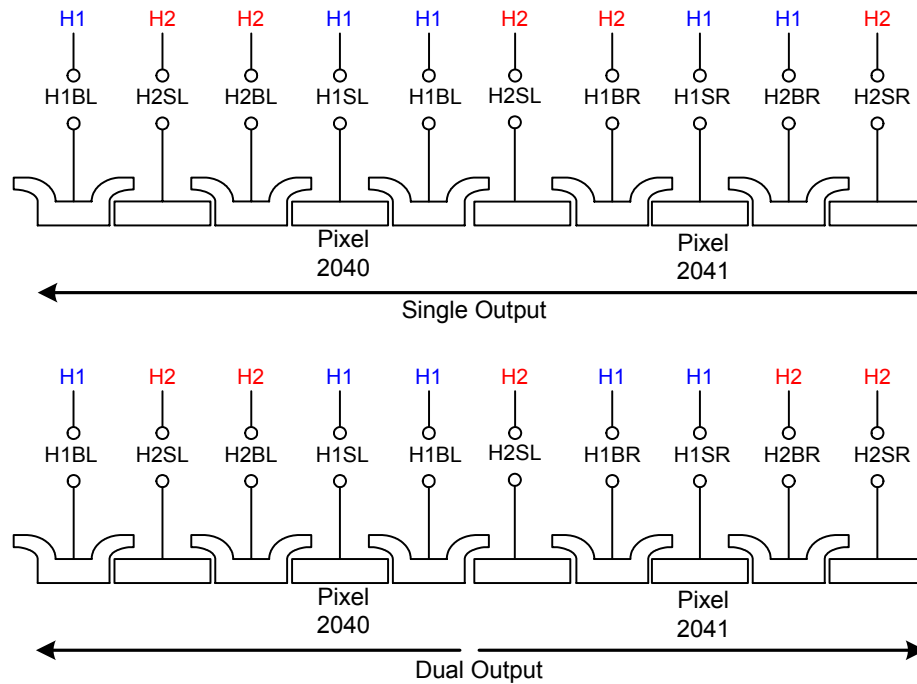 H1 H2 H2 H1 H1 H2 H2 H1 H1 H2
H1BL H2SL H2BL H1SL H1BL H2SL H1BR H1SR H2BR H2SR
Pixel Pixel
2040 2041
Single Output
H1 H2 H2 H1 H1 H2 H1 H1 H2 H2
H1BL H2SL H2BL H1SL H1BL H2SL H1BR H1SR H2BR H2SR
Pixel Pixel
2040 2041
Dual Output